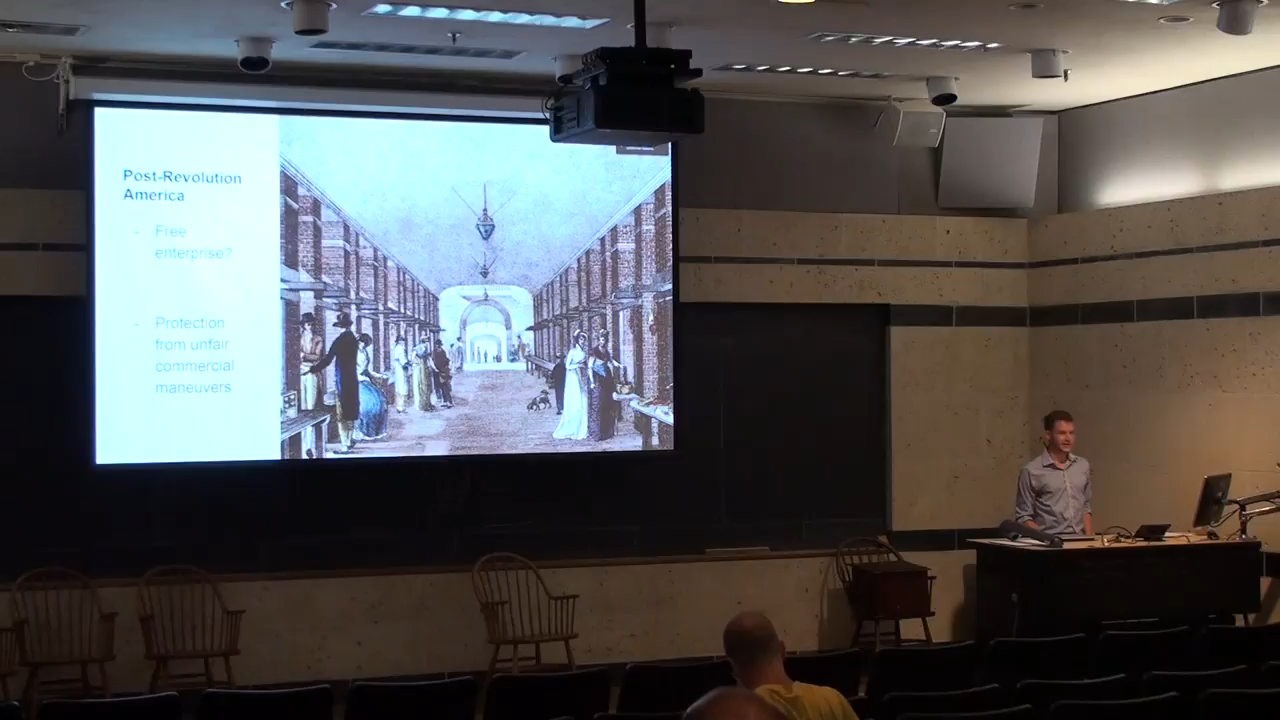 Post-Revolution
America
- Free
enterprise?
- Protection
from unfair
commercial
maneuvers